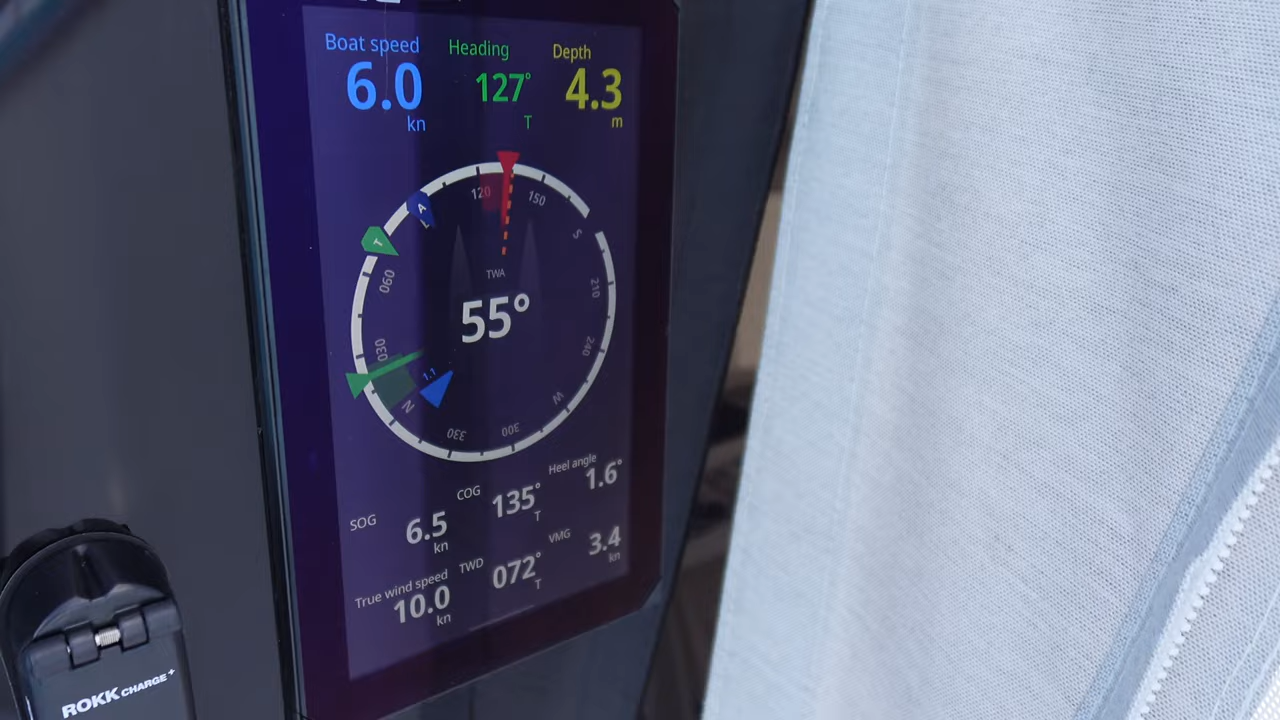 Boat speed
6.0
kn
Heading
127°
T
Depth
4.3
m
120
150
S
210
240
W
300
330
N
030
060
T
A
TWA
55°
1.1
SOG
6.5
kn
COG
135°
T
Heel angle
1.6°
True wind speed
10.0
kn
TWD
072°
T
VMG
3.4
kn
ROKK CHARGE+